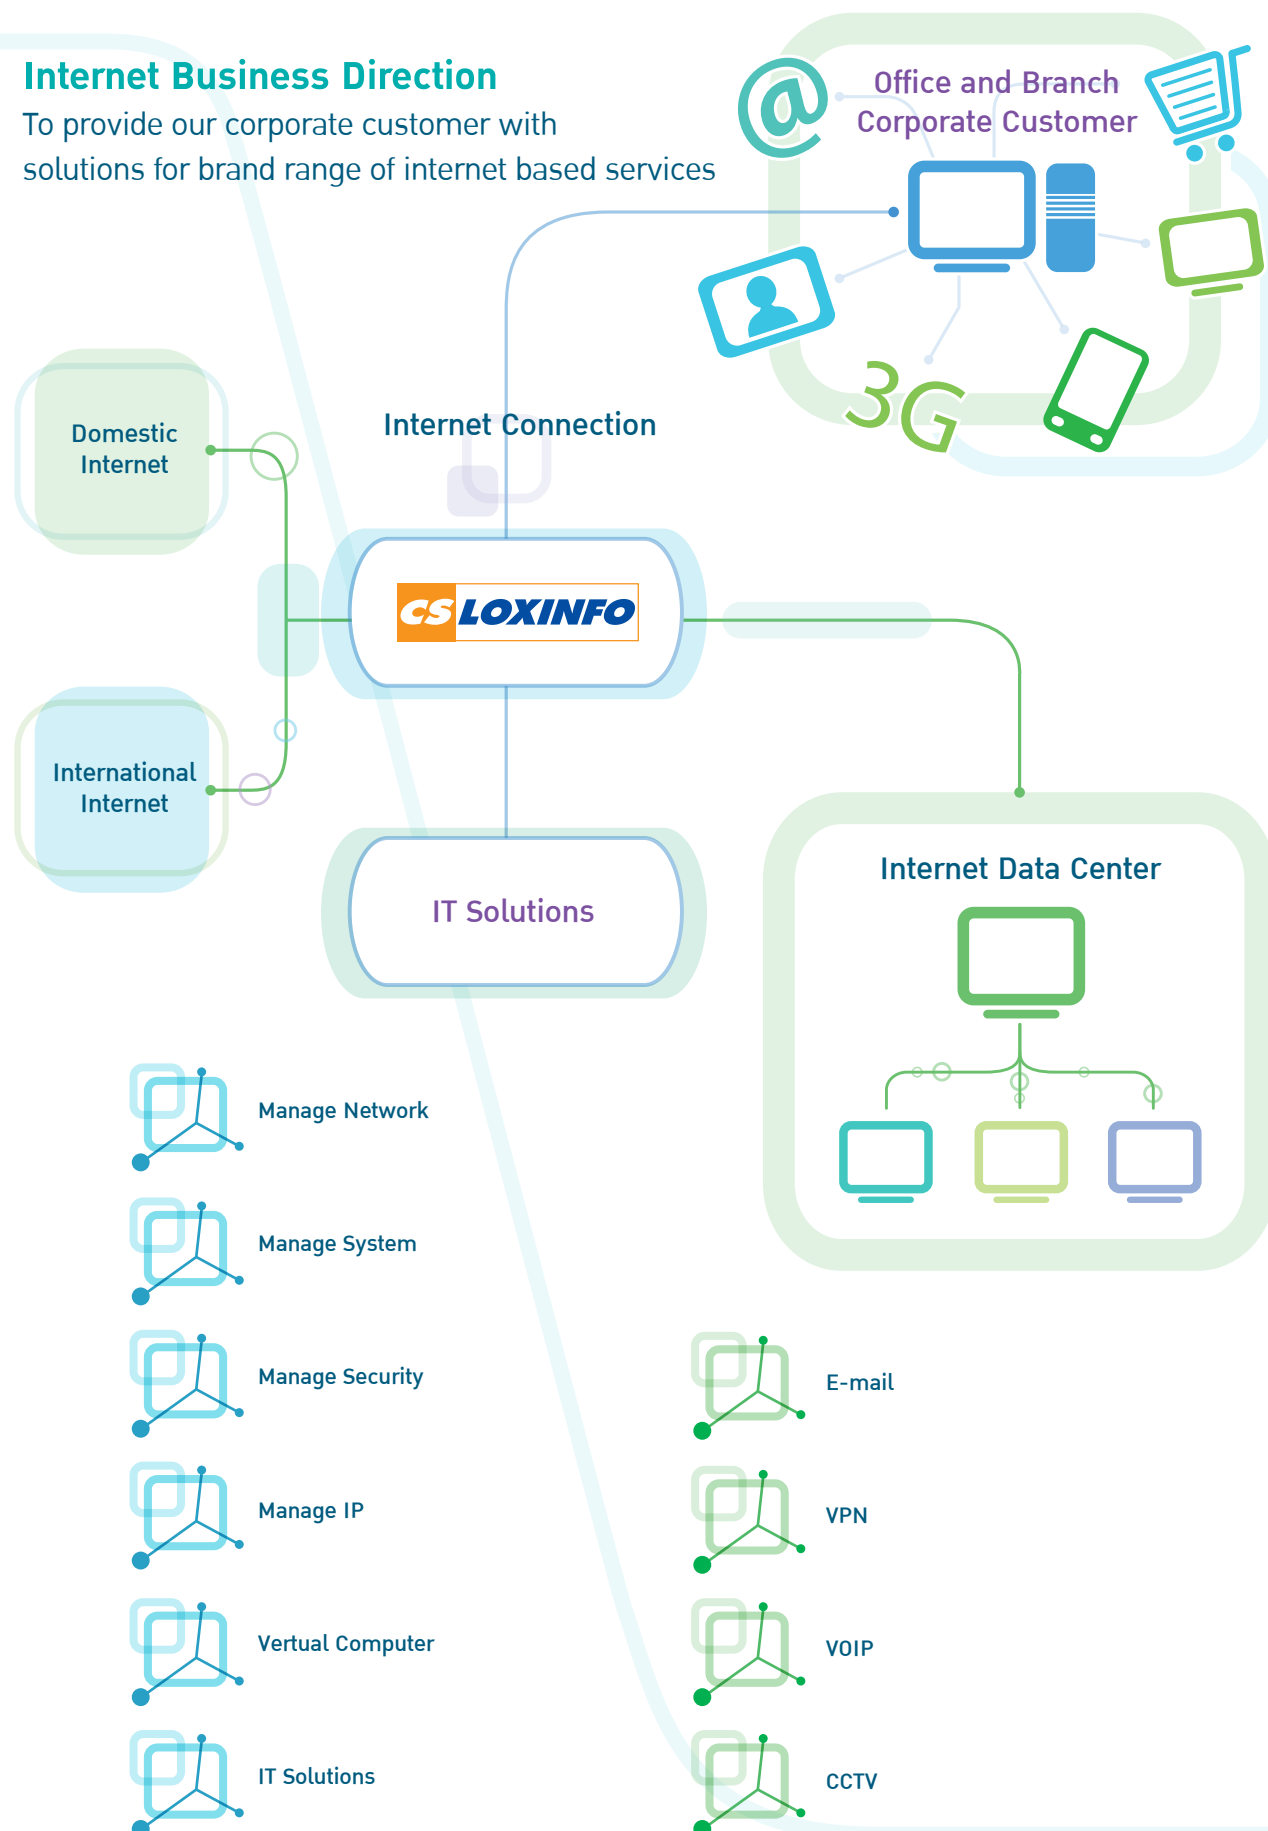 Internet Business Direction
To provide our corporate customer with
solutions for brand range of internet based services
@
Office and Branch
Corporate Customer
3G
Domestic
Internet
Internet Connection
CS LOXINFO
International
Internet
IT Solutions
Internet Data Center
Manage Network
Manage System
Manage Security
Manage IP
Vertual Computer
IT Solutions
E-mail
VPN
VOIP
CCTV